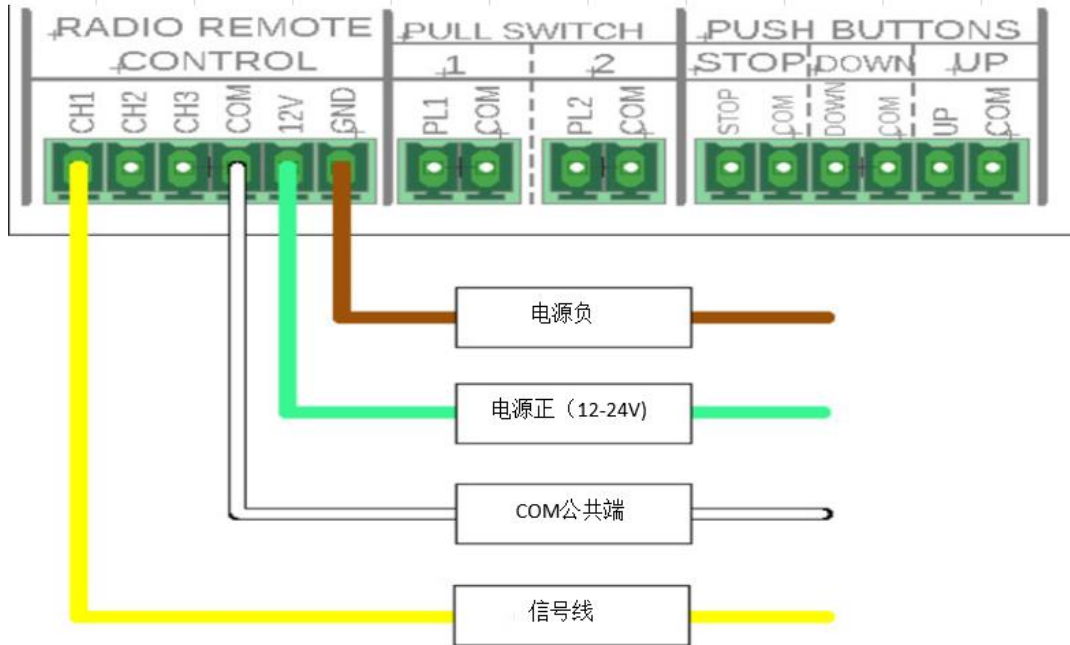 RADIO REMOTE CONTROL
PULL SWITCH
PUSH BUTTONS
1
2
STOP
DOWN
UP
CH1
CH2
CH3
COM
12V
GND
PL1
COM
PL2
COM
STOP
COM
DOWN
COM
UP
COM
电源负
电源正（12-24V)
COM公共端
信号线